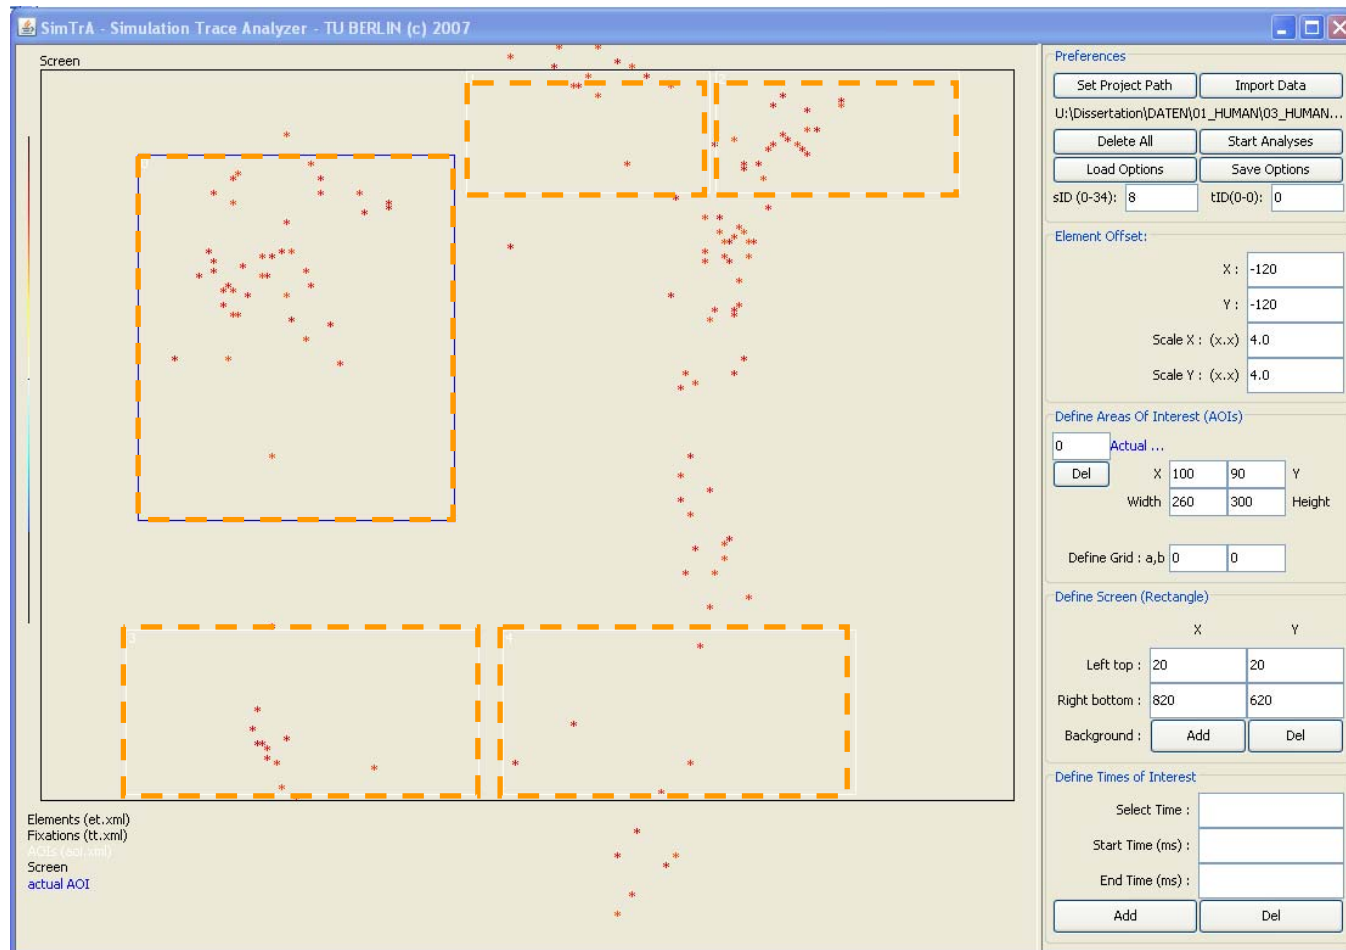 SimTrA - Simulation Trace Analyzer - TU BERLIN (c) 2007
Screen
3
4
Elements (et.xml)
Fixations (tt.xml)
AOIs (aoi.xml)
Screen
actual AOI
Preferences
Set Project Path Import Data
U:\Dissertation\DATEN\01_HUMAN\03_HUMAN...
Delete All Start Analyses
Load Options Save Options
sID (0-34): 8 tID(0-0): 0
Element Offset:
X : -120
Y : -120
Scale X : (x.x) 4.0
Scale Y : (x.x) 4.0
Define Areas Of Interest (AOIs)
0 Actual ...
Del X 100 90 Y
Width 260 300 Height
Define Grid : a,b 0 0
Define Screen (Rectangle)
X Y
Left top : 20 20
Right bottom : 820 620
Background : Add Del
Define Times of Interest
Select Time :
Start Time (ms) :
End Time (ms) :
Add Del